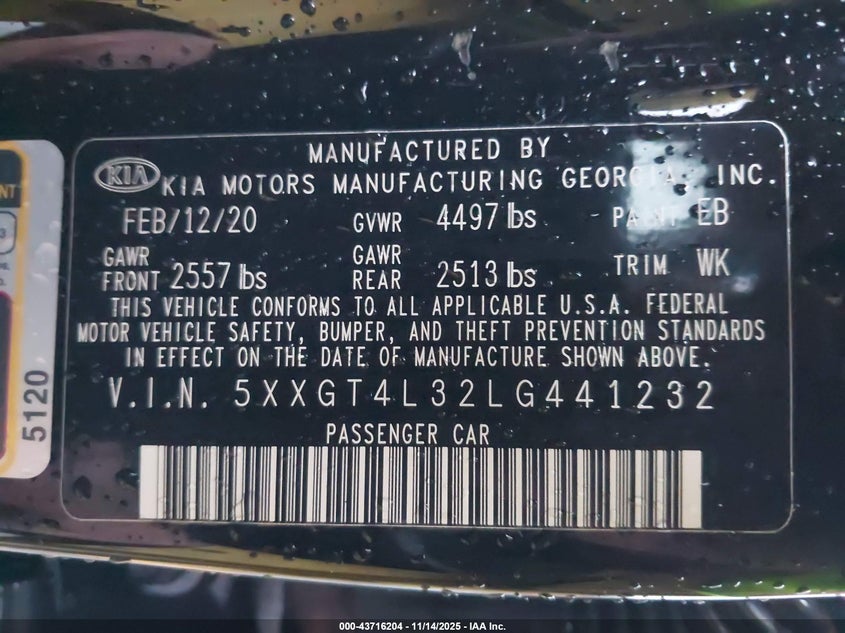 MANUFACTURED BY
KIA KIA MOTORS MANUFACTURING GEORGIA, INC.
FEB/12/20 GVWR 4497 lbs PAINT EB
GAWR FRONT 2557 lbs GAWR REAR 2513 lbs TRIM WK
THIS VEHICLE CONFORMS TO ALL APPLICABLE U.S.A. FEDERAL
MOTOR VEHICLE SAFETY, BUMPER, AND THEFT PREVENTION STANDARDS
IN EFFECT ON THE DATE OF MANUFACTURE SHOWN ABOVE.
V.I.N. 5XXGT4L32LG441232
PASSENGER CAR
5120
000-43716204 - 11/14/2025 - IAA Inc.